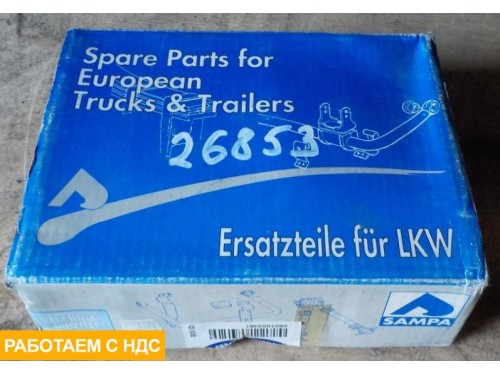 Spare Parts for
European
Trucks & Trailers
26853
Ersatzteile für LKW
SAMPA
РАБОТАЕМ С НДС